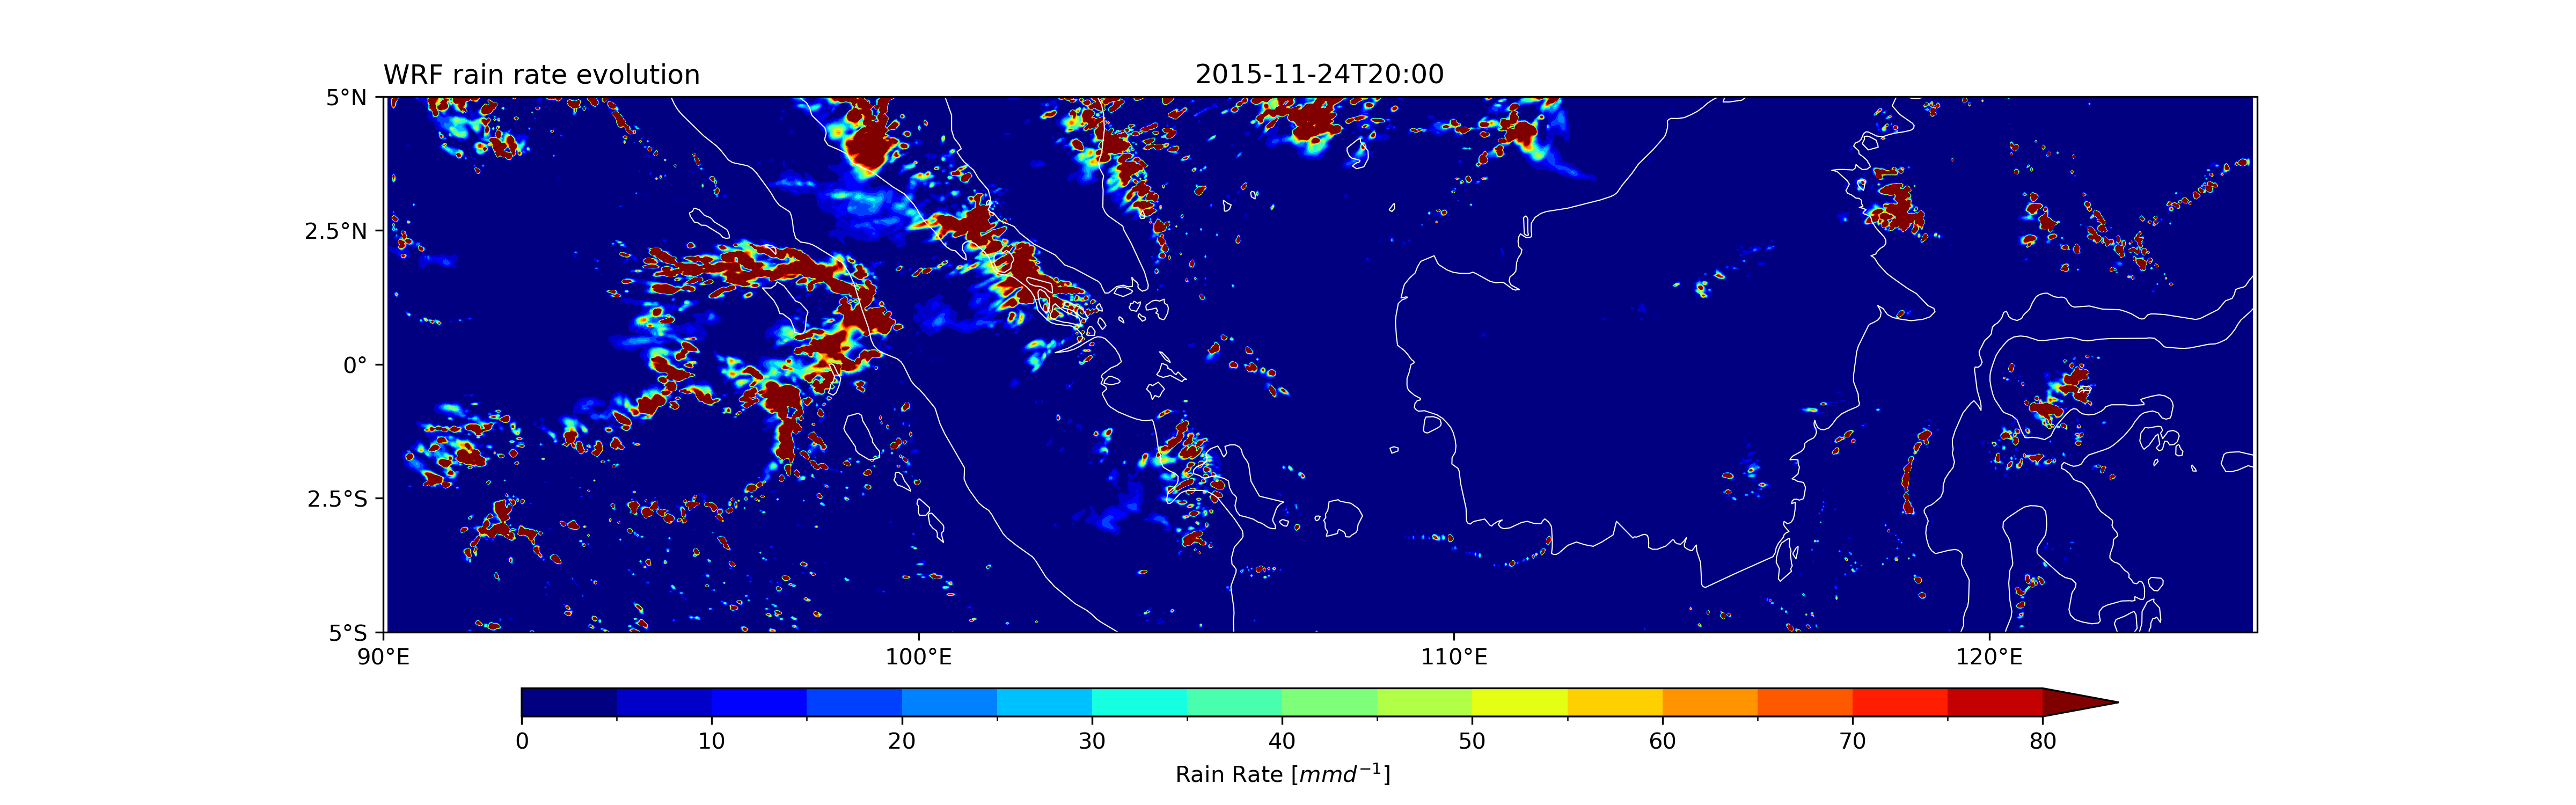 WRF rain rate evolution
2015-11-24T20:00
5°N
2.5°N
0°
2.5°S
5°S
90°E 100°E 110°E 120°E
0 10 20 30 40 50 60 70 80
Rain Rate [mmd⁻¹]